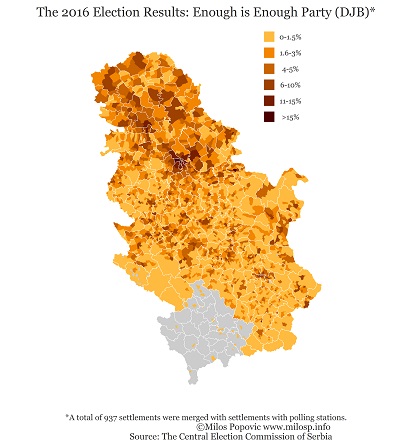 The 2016 Election Results: Enough is Enough Party (DJB)*
0-1.5%
1.6-3%
4-5%
6-10%
11-15%
>15%
*A total of 937 settlements were merged with settlements with polling stations.
©Milos Popovic www.milosp.info
Source: The Central Election Commission of Serbia